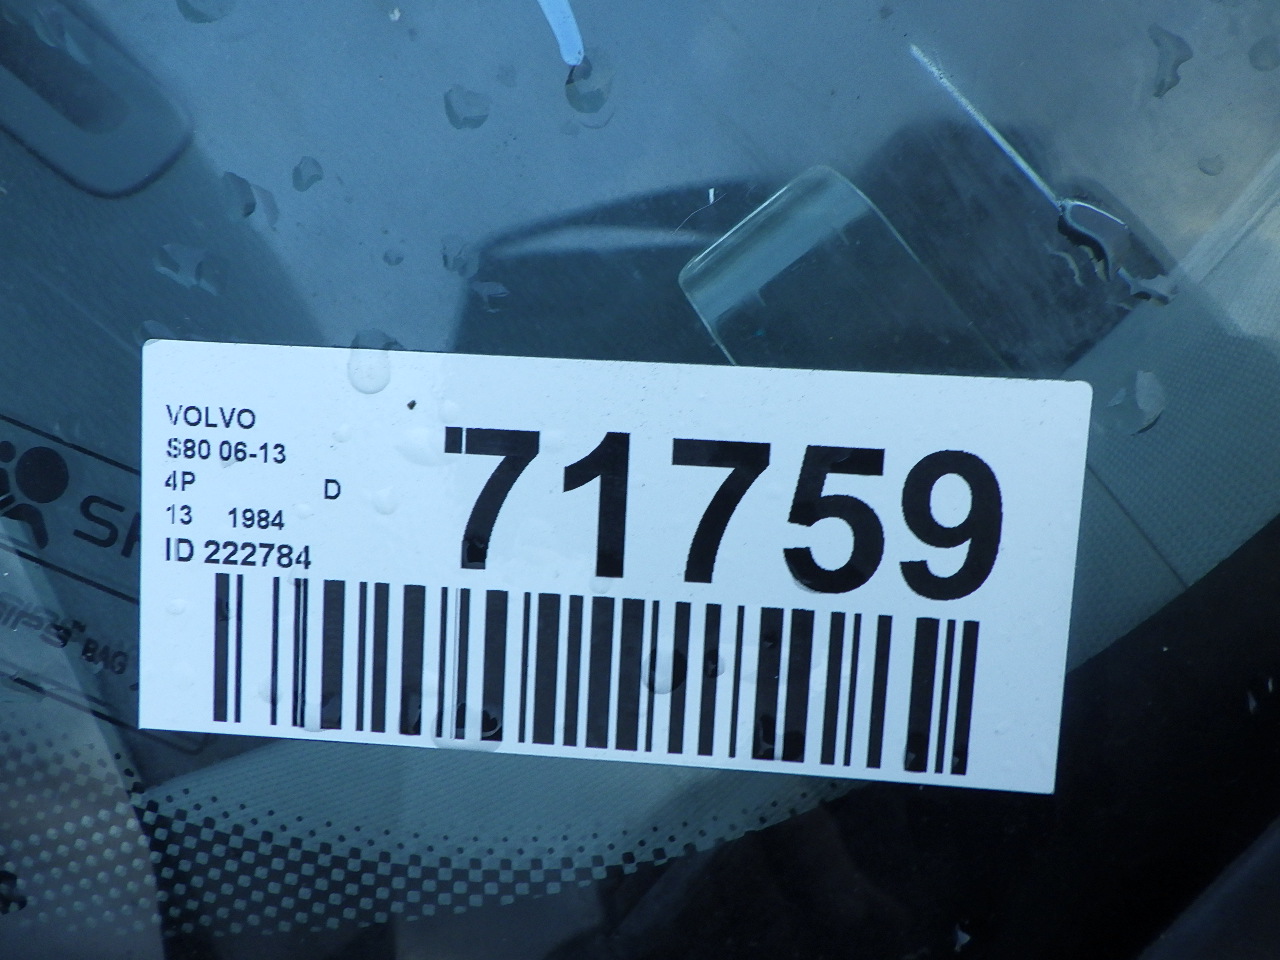 VOLVO
S80 06-13
4P D
13 1984
ID 222784
71759
BAG